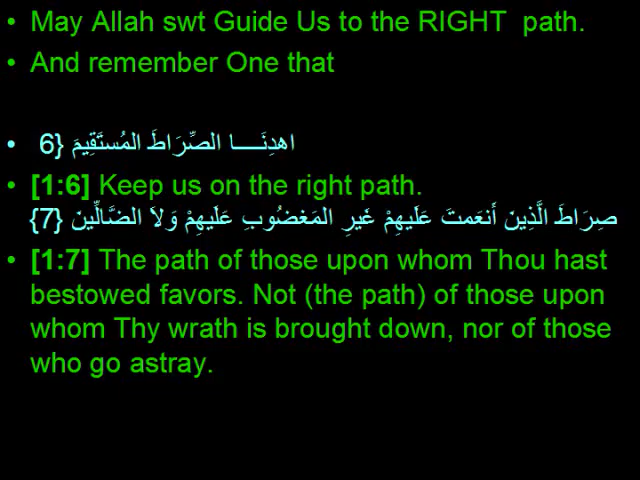 • May Allah swt Guide Us to the RIGHT  path.
• And remember One that
• اهدِنَــــا الصِّرَاطَ المُستَقِيمَ {6
• [1:6] Keep us on the right path.
صِرَاطَ الَّذِينَ أَنعَمتَ عَلَيهِمْ غَيرِ المَغضُوبِ عَلَيهِمْ وَلاَ الضَّالِّينَ {7}
• [1:7] The path of those upon whom Thou hast
bestowed favors. Not (the path) of those upon
whom Thy wrath is brought down, nor of those
who go astray.